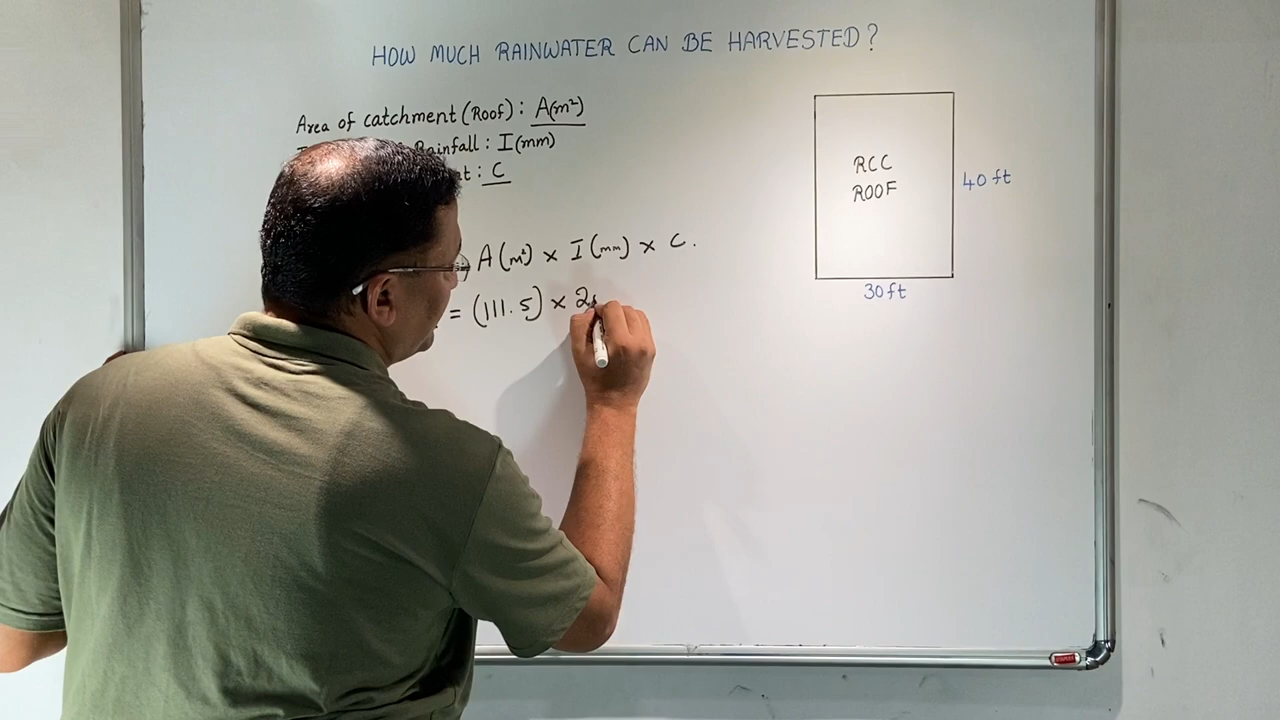 HOW MUCH RAINWATER CAN BE HARVESTED?
Area of catchment (Roof) : A(m²)
Rainfall : I(mm)
: C
A (m²) × I (mm) × C.
= (111.5) × 2
RCC
ROOF
40 ft
30 ft